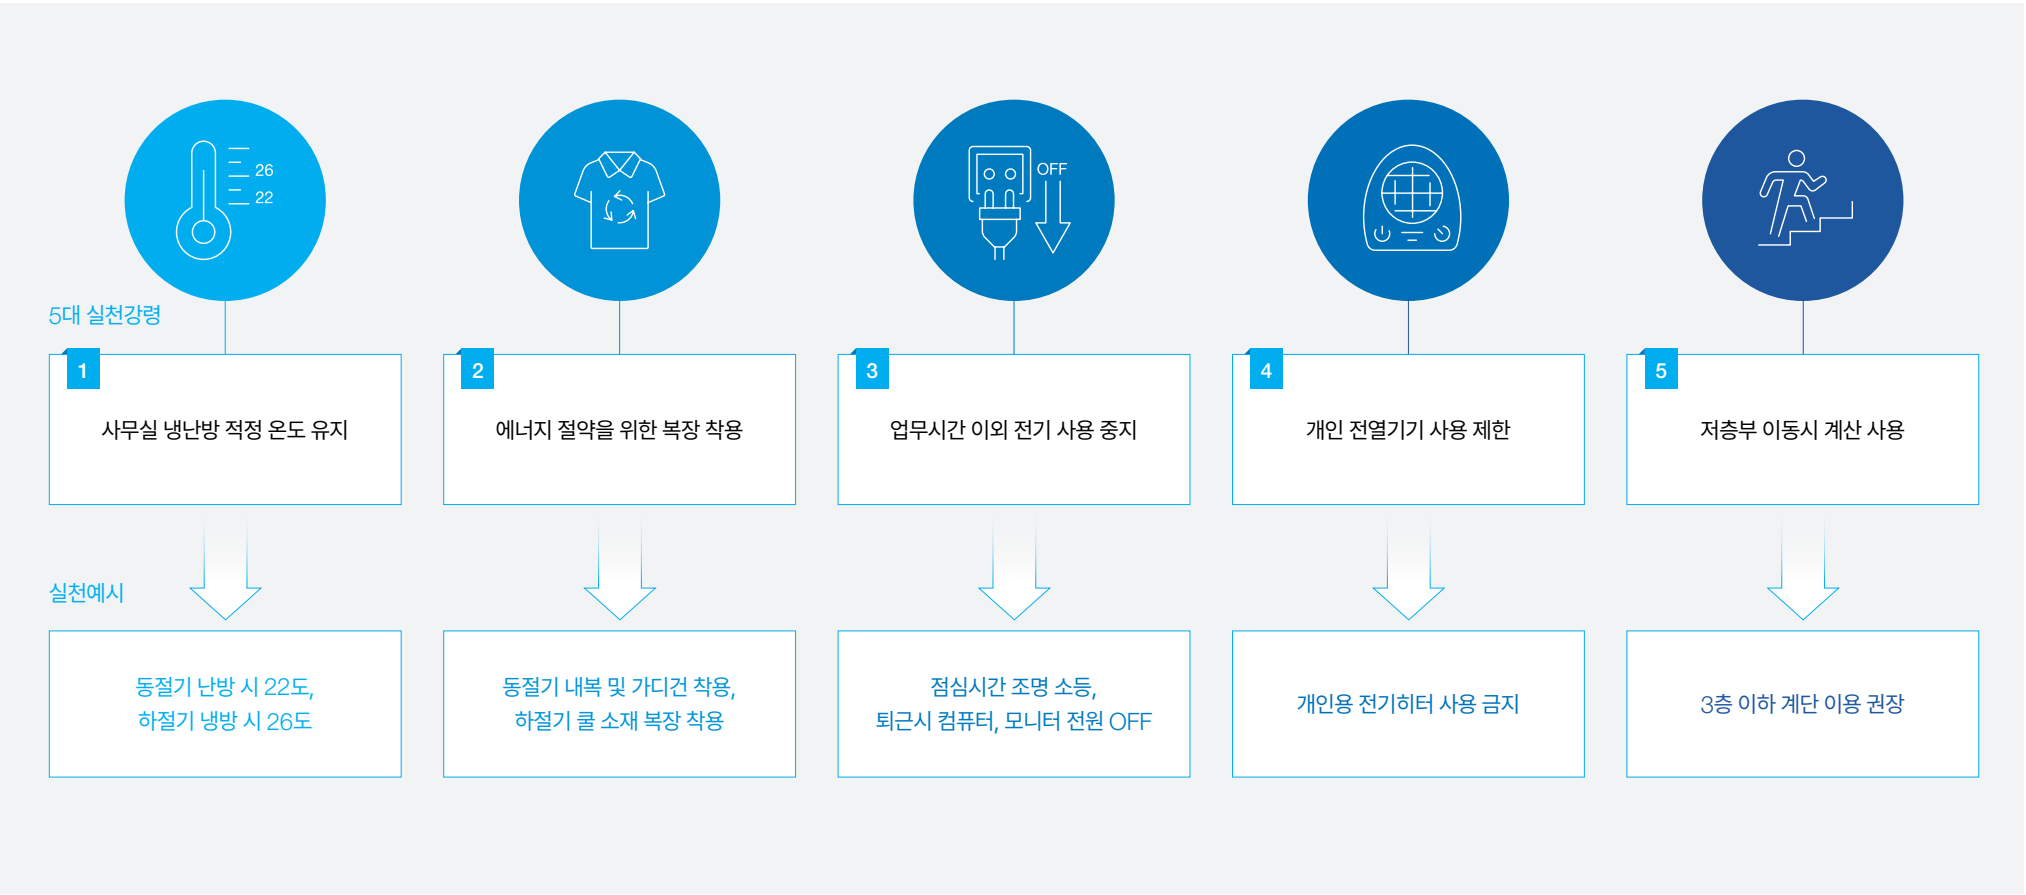 26
22
OFF
5대 실천강령
1
사무실 냉난방 적정 온도 유지
2
에너지 절약을 위한 복장 착용
3
업무시간 이외 전기 사용 중지
4
개인 전열기기 사용 제한
5
저층부 이동시 계산 사용
실천예시
동절기 난방 시 22도,
하절기 냉방 시 26도
동절기 내복 및 가디건 착용,
하절기 쿨 소재 복장 착용
점심시간 조명 소등,
퇴근시 컴퓨터, 모니터 전원 OFF
개인용 전기히터 사용 금지
3층 이하 계단 이용 권장